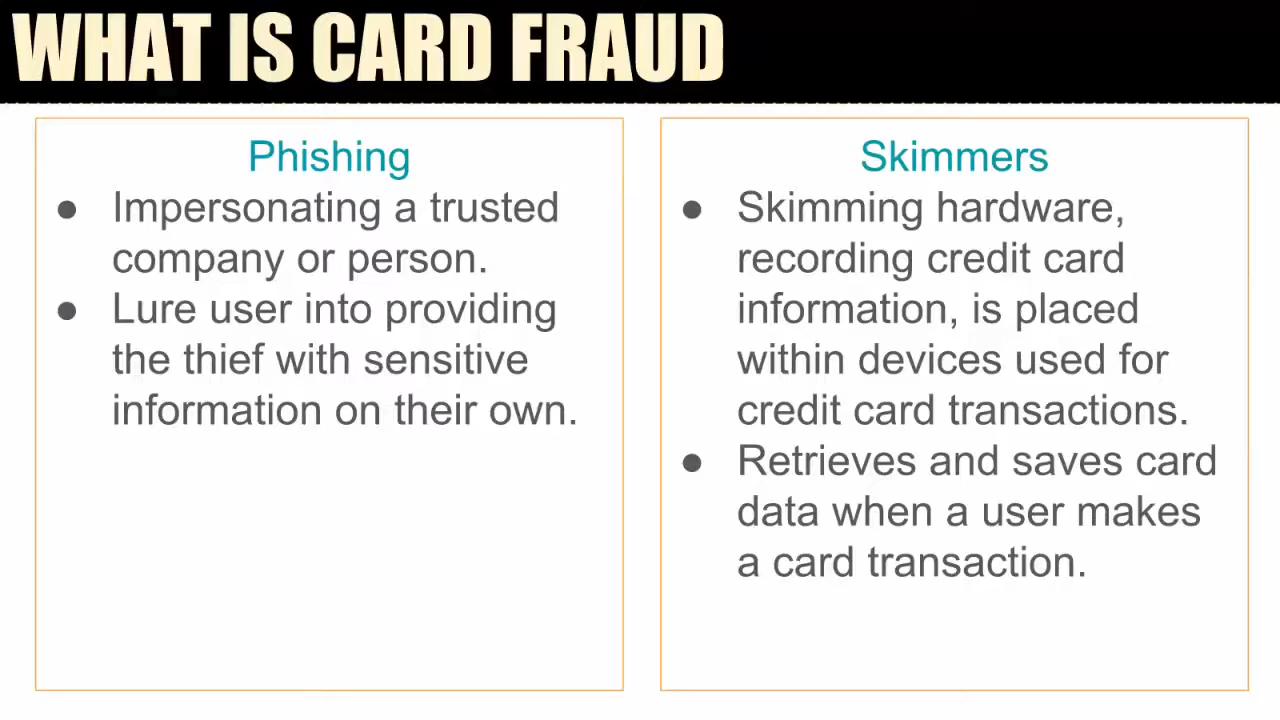 WHAT IS CARD FRAUD
Phishing
● Impersonating a trusted
company or person.
● Lure user into providing
the thief with sensitive
information on their own.
Skimmers
● Skimming hardware,
recording credit card
information, is placed
within devices used for
credit card transactions.
● Retrieves and saves card
data when a user makes
a card transaction.